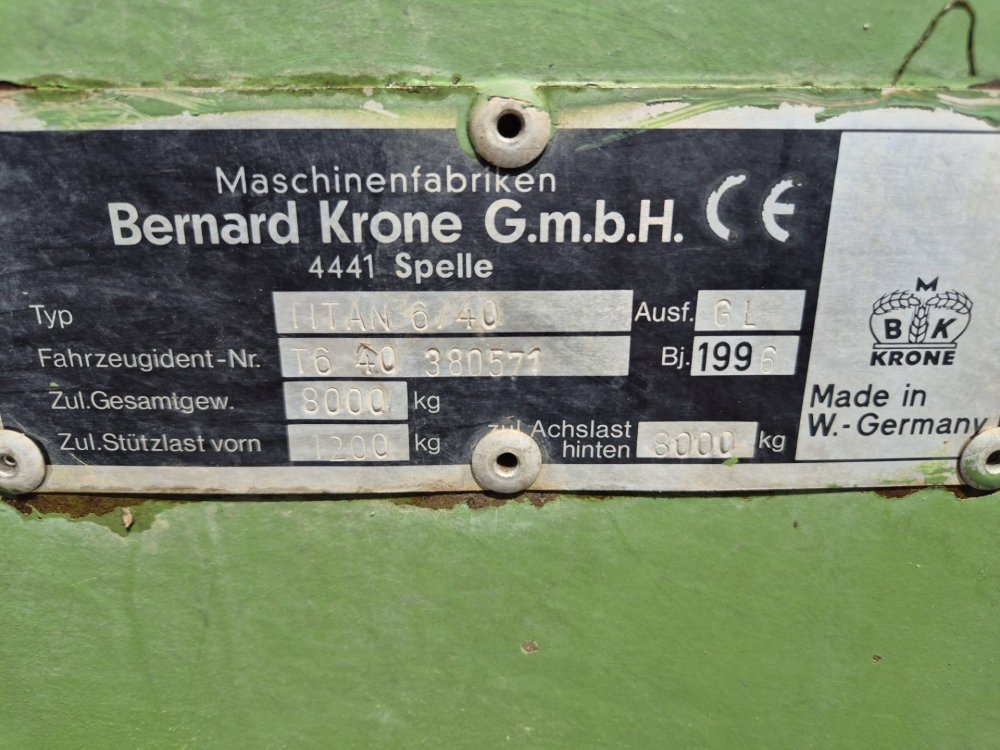 Maschinenfabriken
Bernard Krone G.m.b.H. CE
4441 Spelle
Typ TITAN 6/40 Ausf. GL
Fahrzeugident-Nr. T6 40 380571 Bj. 1996
Zul.Gesamtgew. 8000 kg
Zul.Stützlast vorn 1200 kg zul.Achslast hinten 8000 kg
M
B K
KRONE
Made in
W.-Germany